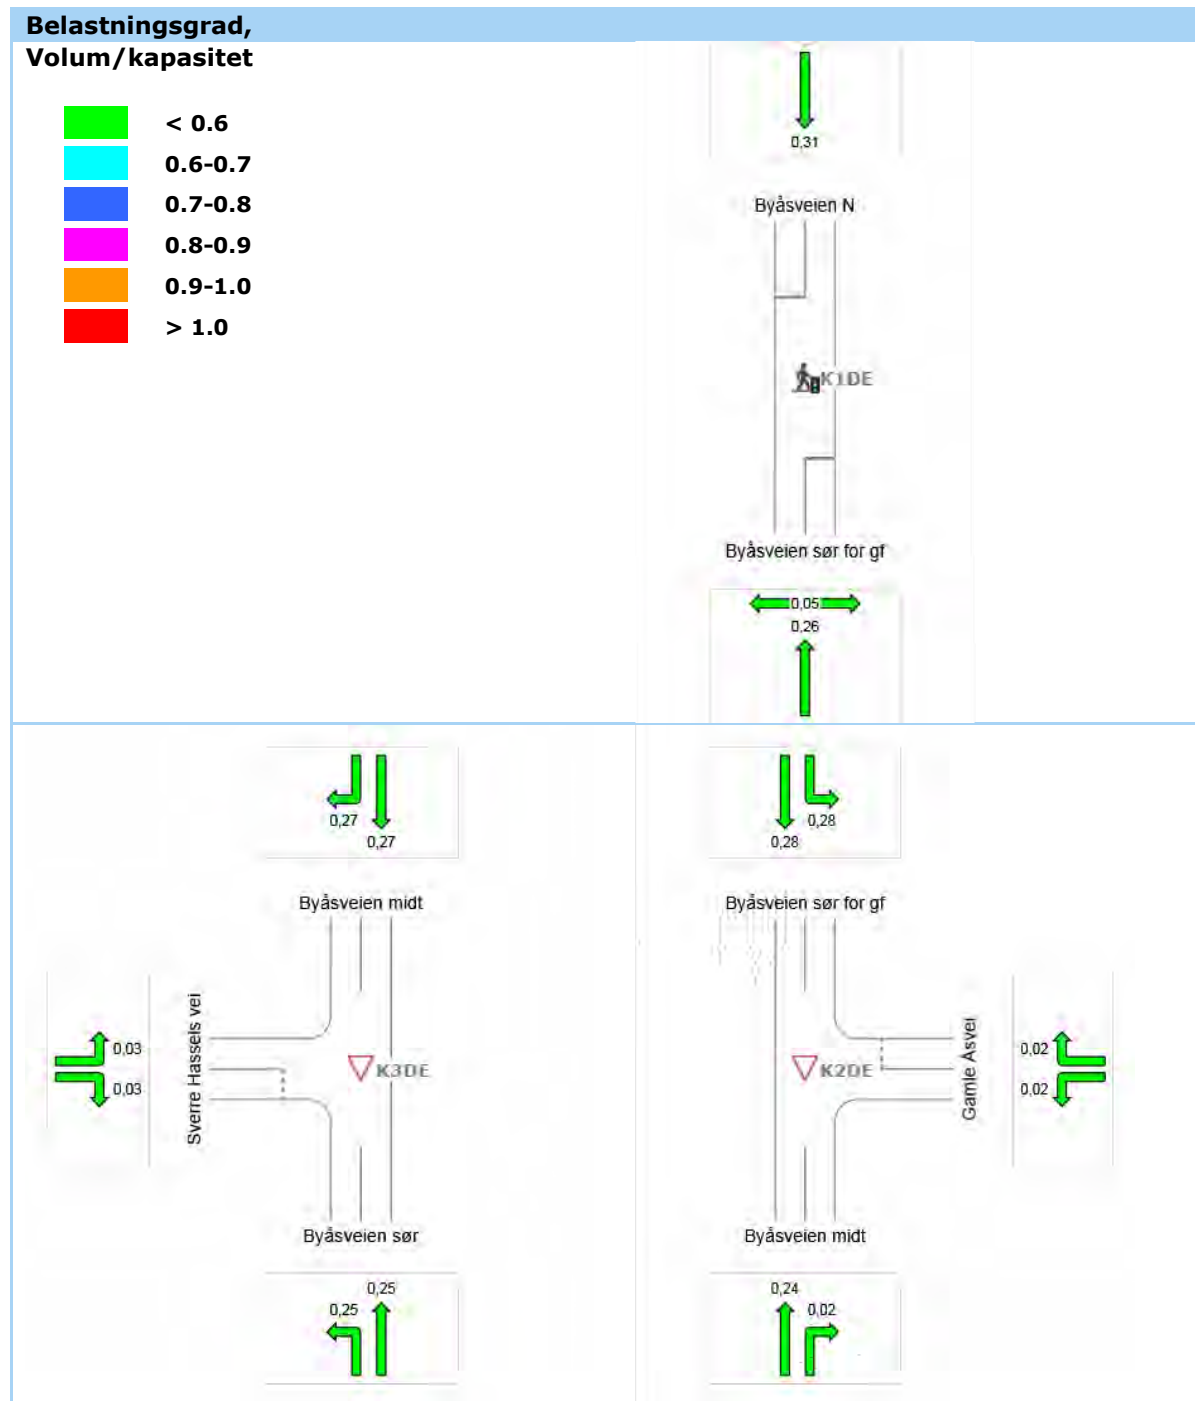 Belastningsgrad,
Volum/kapasitet
< 0.6
0.6-0.7
0.7-0.8
0.8-0.9
0.9-1.0
> 1.0
0,31
Byåsveien N
K1DE
Byåsveien sør for gf
0,05
0,26
0,27
0,27
Byåsveien midt
Sverre Hassels vei
0,03
0,03
K3DE
Byåsveien sør
0,25
0,25
0,28
0,28
Byåsveien sør for gf
K2DE
Gamle Åsvei
0,02
0,02
Byåsveien midt
0,24
0,02